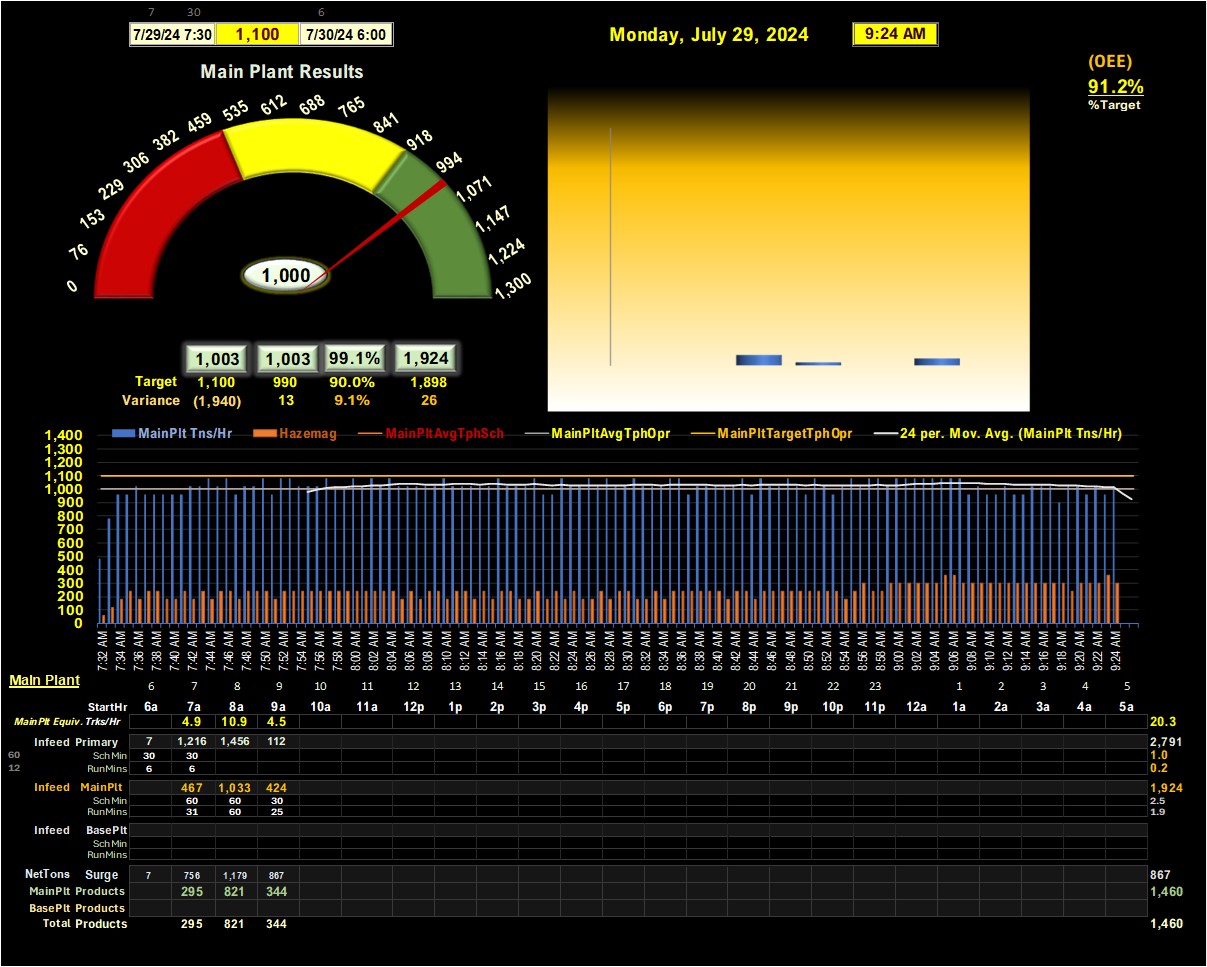 7 30 6
7/29/24 7:30 1,100 7/30/24 6:00 Monday, July 29, 2024 9:24 AM
(OEE)
91.2%
%Target
Main Plant Results
0 76 153 229 306 382 459 535 612 688 765 841 918 994 1,071 1,147 1,224 1,300
1,000
1,003 1,003 99.1% 1,924
Target 1,100 990 90.0% 1,898
Variance (1,940) 13 9.1% 26
MainPlt Tns/Hr Hazemag MainPltAvgTphSch MainPltAvgTphOpr MainPltTargetTphOpr 24 per. Mov. Avg. (MainPlt Tns/Hr)
1,400
1,300
1,200
1,100
1,000
900
800
700
600
500
400
300
200
100
0
7:32 AM 7:34 AM 7:36 AM 7:38 AM 7:40 AM 7:42 AM 7:44 AM 7:46 AM 7:48 AM 7:50 AM 7:52 AM 7:54 AM 7:56 AM 7:58 AM 8:00 AM 8:02 AM 8:04 AM 8:06 AM 8:08 AM 8:10 AM 8:12 AM 8:14 AM 8:16 AM 8:18 AM 8:20 AM 8:22 AM 8:24 AM 8:26 AM 8:28 AM 8:30 AM 8:32 AM 8:34 AM 8:36 AM 8:38 AM 8:40 AM 8:42 AM 8:44 AM 8:46 AM 8:48 AM 8:50 AM 8:52 AM 8:54 AM 8:56 AM 8:58 AM 9:00 AM 9:02 AM 9:04 AM 9:06 AM 9:08 AM 9:10 AM 9:12 AM 9:14 AM 9:16 AM 9:18 AM 9:20 AM 9:22 AM 9:24 AM
Main Plant
6 7 8 9 10 11 12 13 14 15 16 17 18 19 20 21 22 23 1 2 3 4 5
StartHr 6a 7a 8a 9a 10a 11a 12p 1p 2p 3p 4p 5p 6p 7p 8p 9p 10p 11p 12a 1a 2a 3a 4a 5a
MainPlt Equiv. Trks/Hr 4.9 10.9 4.5 20.3
Infeed Primary 7 1,216 1,456 112 2,791
60 Sch Min 30 30 1.0
12 RunMins 6 6 0.2
Infeed MainPlt 467 1,033 424 1,924
Sch Min 60 60 30 2.5
RunMins 31 60 25 1.9
Infeed BasePlt
Sch Min
RunMins
NetTons Surge 7 756 1,179 867 867
MainPlt Products 295 821 344 1,460
BasePlt Products
Total Products 295 821 344 1,460